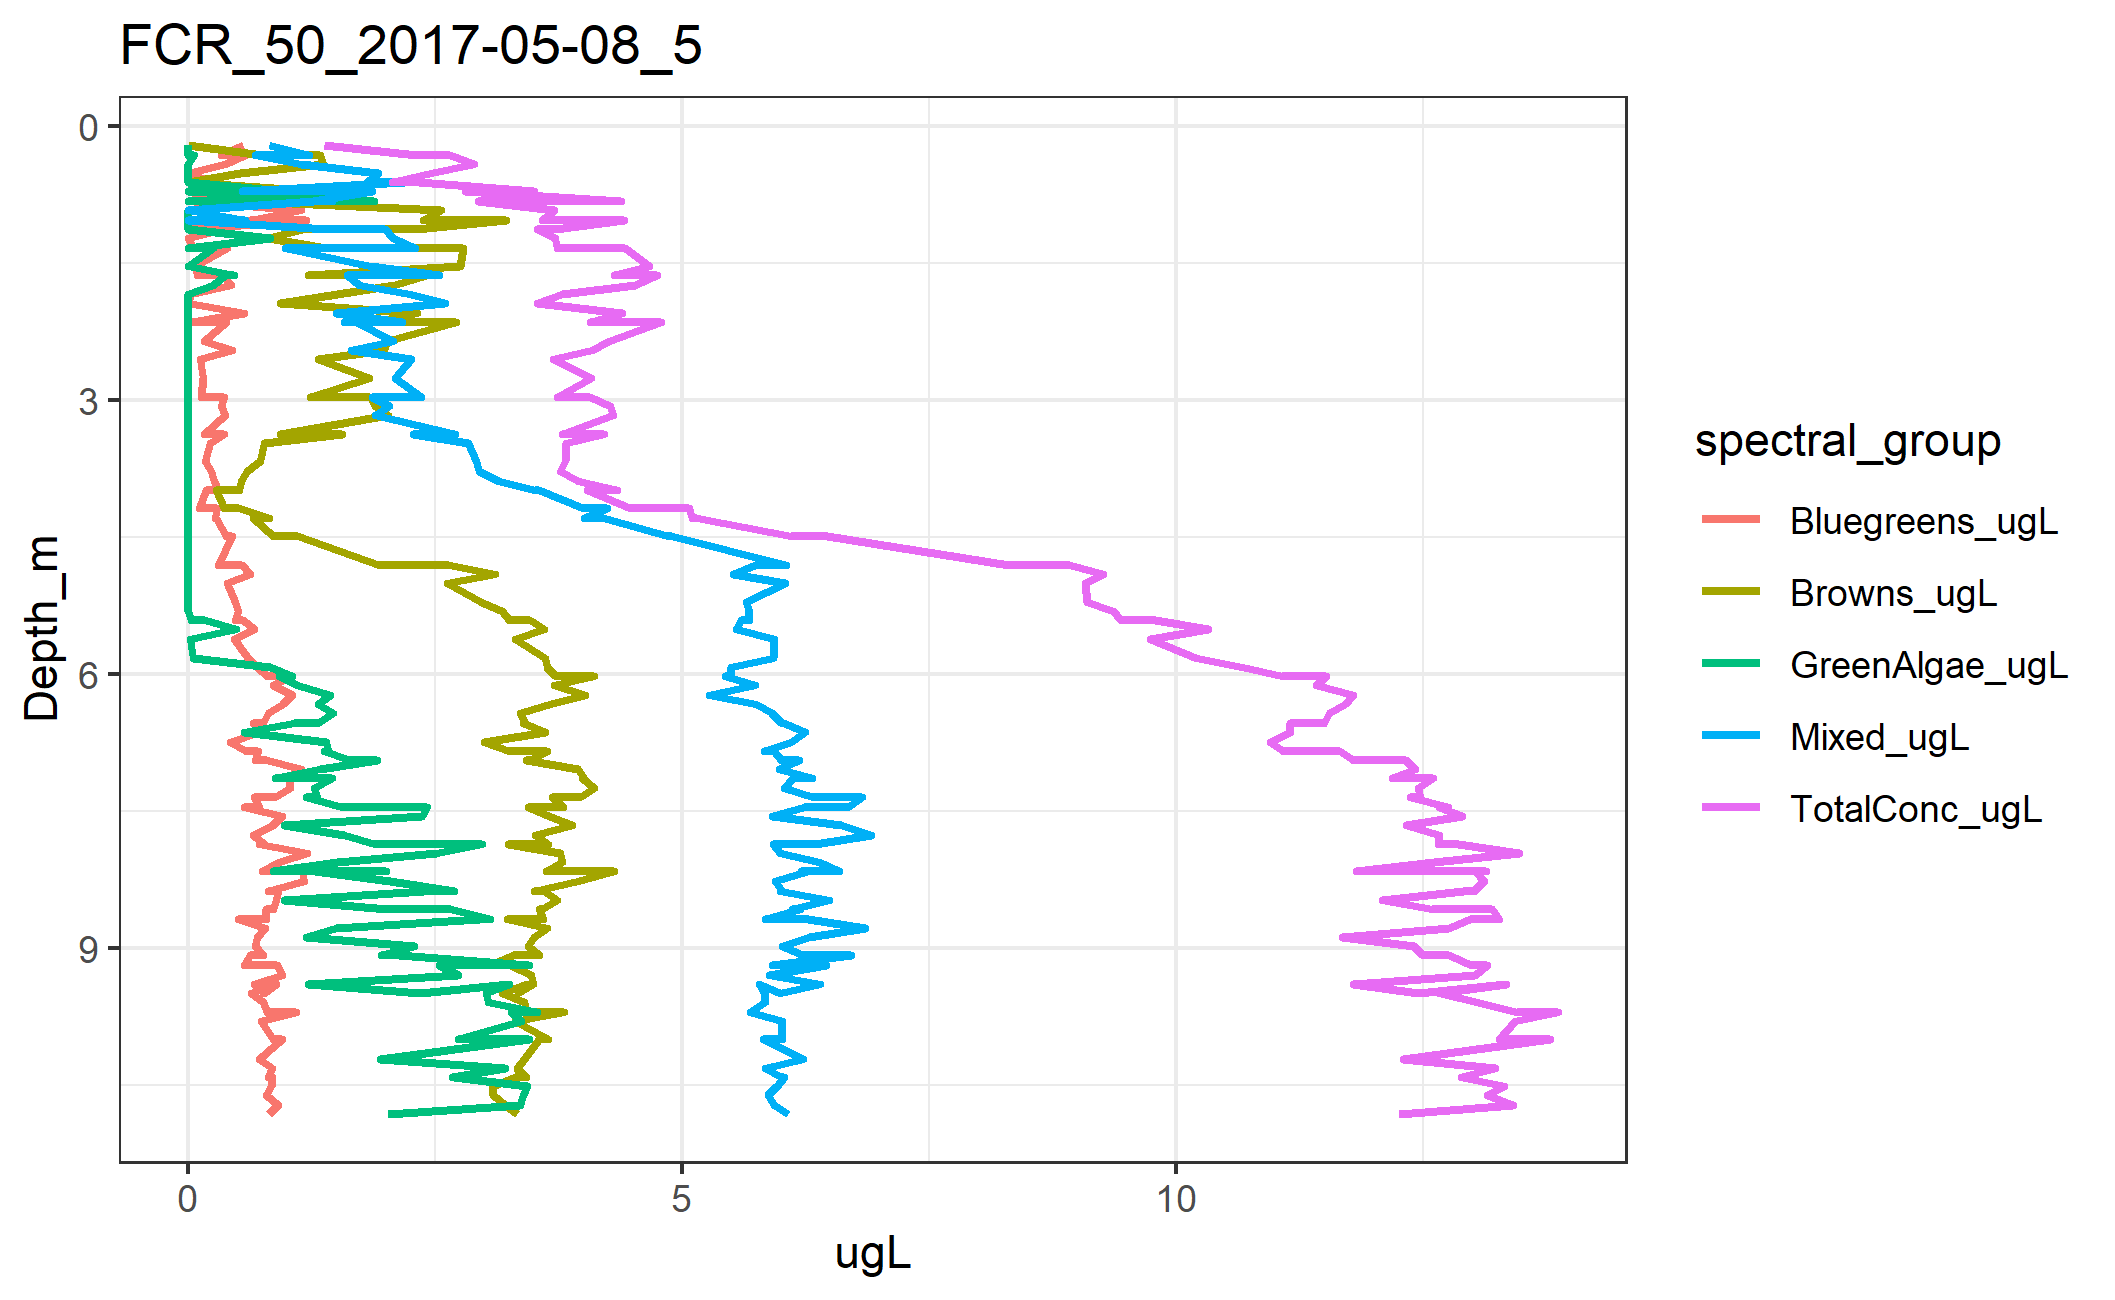 FCR_50_2017-05-08_5
0
3
6
9
Depth_m
0
5
10
ugL
spectral_group
Bluegreens_ugL
Browns_ugL
GreenAlgae_ugL
Mixed_ugL
TotalConc_ugL